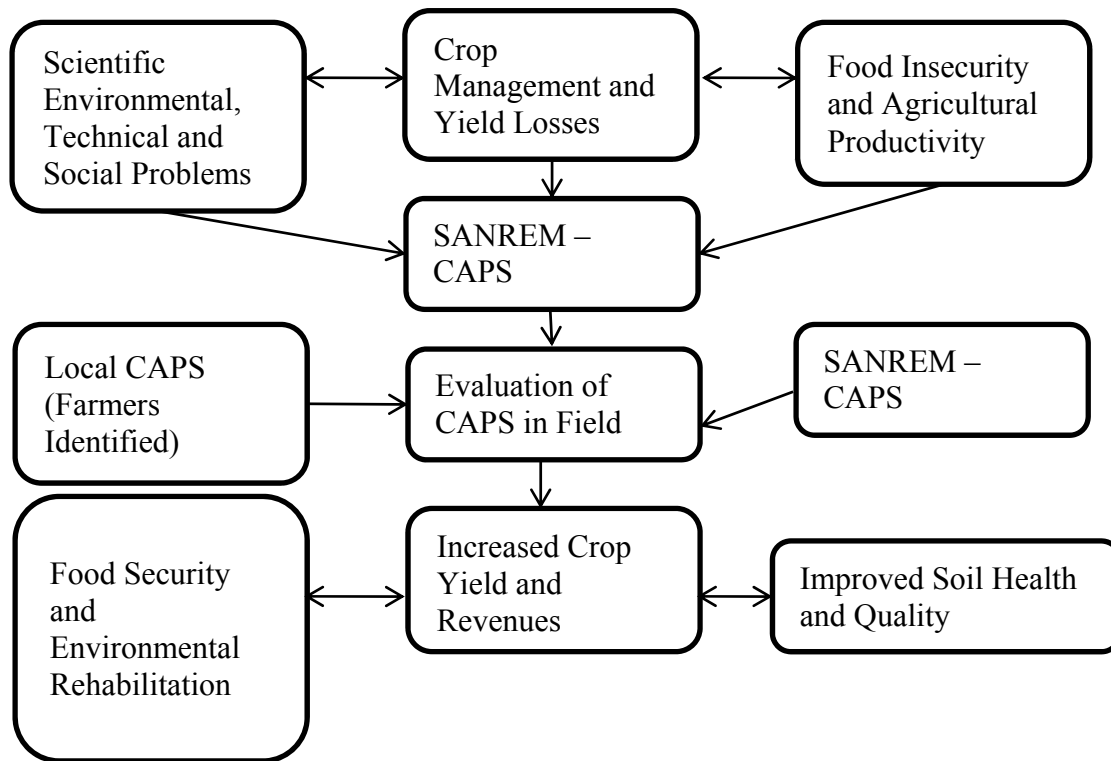 Scientific
Environmental,
Technical and
Social Problems
Crop
Management and
Yield Losses
Food Insecurity
and Agricultural
Productivity
SANREM –
CAPS
Local CAPS
(Farmers
Identified)
Evaluation of
CAPS in Field
SANREM –
CAPS
Food Security
and
Environmental
Rehabilitation
Increased Crop
Yield and
Revenues
Improved Soil Health
and Quality